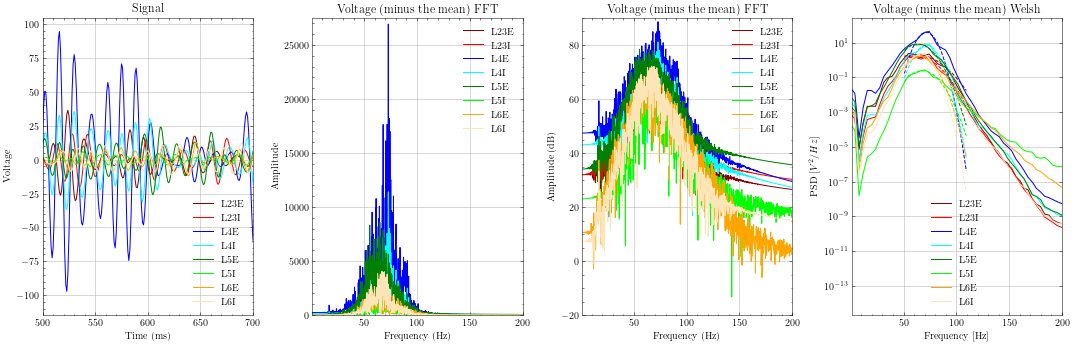 Signal
Voltage (minus the mean) FFT
Voltage (minus the mean) FFT
Voltage (minus the mean) Welsh
Voltage
100
75
50
25
0
−25
−50
−75
−100
500
550
600
650
700
Time (ms)
L23E
L23I
L4E
L4I
L5E
L5I
L6E
L6I
Amplitude
25000
20000
15000
10000
5000
0
50
100
150
200
Frequency (Hz)
L23E
L23I
L4E
L4I
L5E
L5I
L6E
L6I
Amplitude (dB)
80
60
40
20
0
−20
50
100
150
200
Frequency (Hz)
L23E
L23I
L4E
L4I
L5E
L5I
L6E
L6I
PSD [V²/Hz]
10¹
10⁻¹
10⁻³
10⁻⁵
10⁻⁷
10⁻⁹
10⁻¹¹
10⁻¹³
50
100
150
200
Frequency [Hz]
L23E
L23I
L4E
L4I
L5E
L5I
L6E
L6I